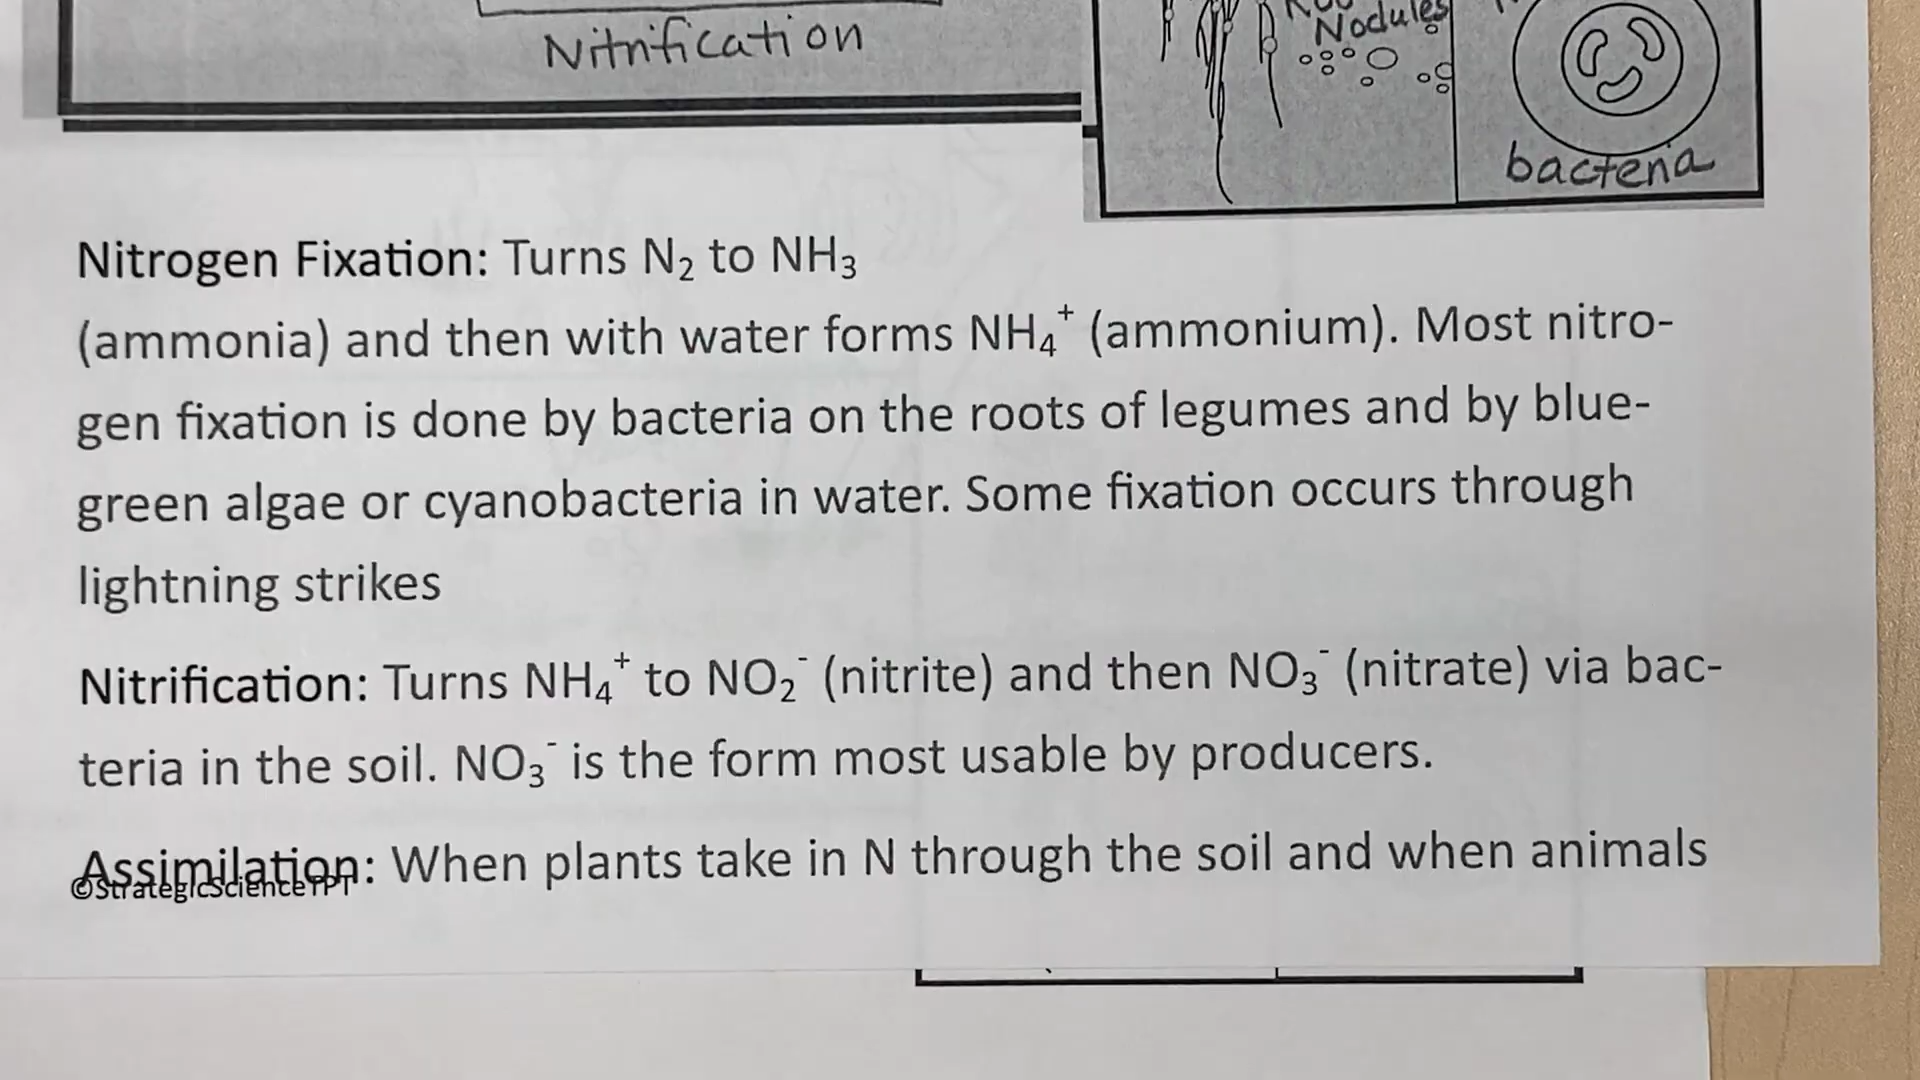 Nitrification
Nodules
bacteria
Nitrogen Fixation: Turns N₂ to NH₃
(ammonia) and then with water forms NH₄⁺ (ammonium). Most nitro-
gen fixation is done by bacteria on the roots of legumes and by blue-
green algae or cyanobacteria in water. Some fixation occurs through
lightning strikes
Nitrification: Turns NH₄⁺ to NO₂⁻ (nitrite) and then NO₃⁻ (nitrate) via bac-
teria in the soil. NO₃⁻ is the form most usable by producers.
Assimilation: When plants take in N through the soil and when animals
©StrategicScienceTPT